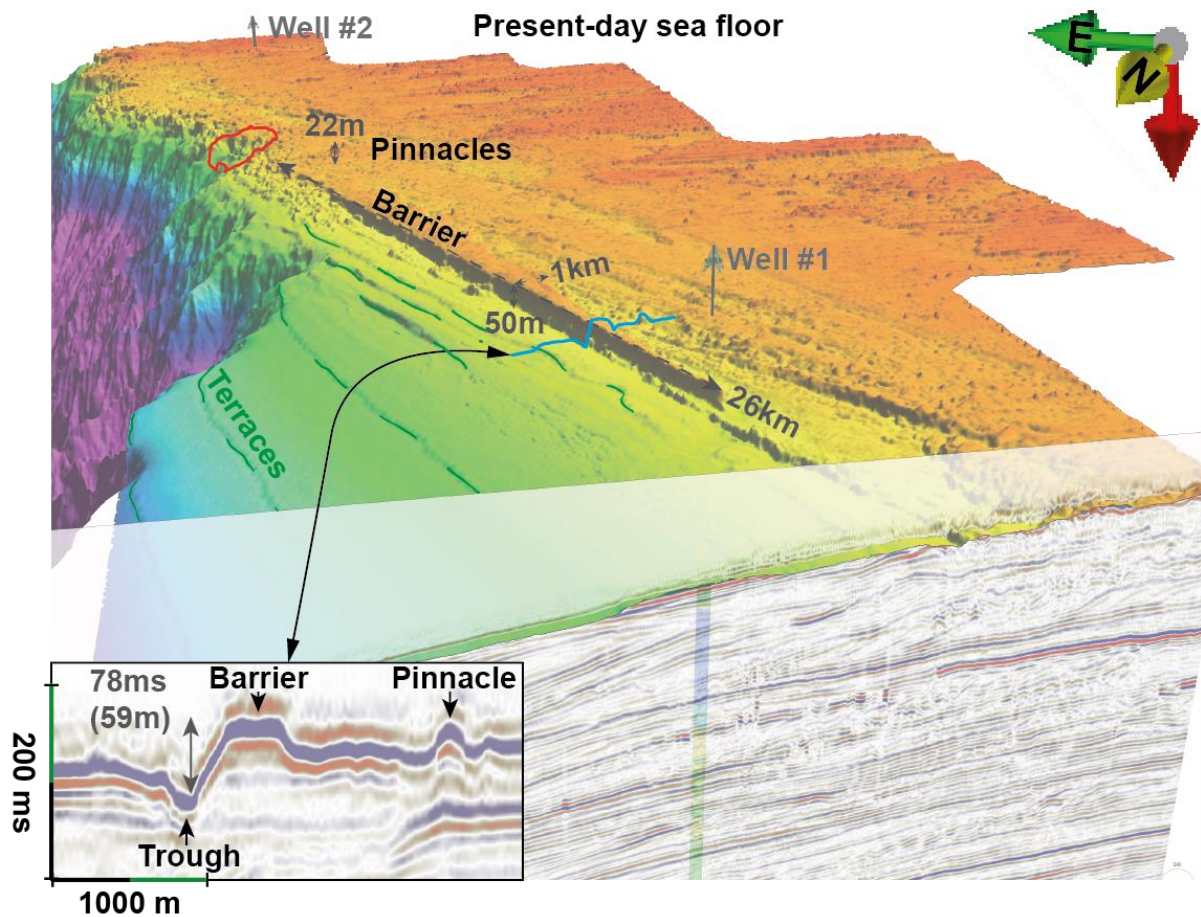 Present-day sea floor
Well #2
E
N
22m
Pinnacles
Barrier
1km
Well #1
50m
26km
Terraces
78ms
(59m)
Barrier
Pinnacle
200 ms
Trough
1000 m